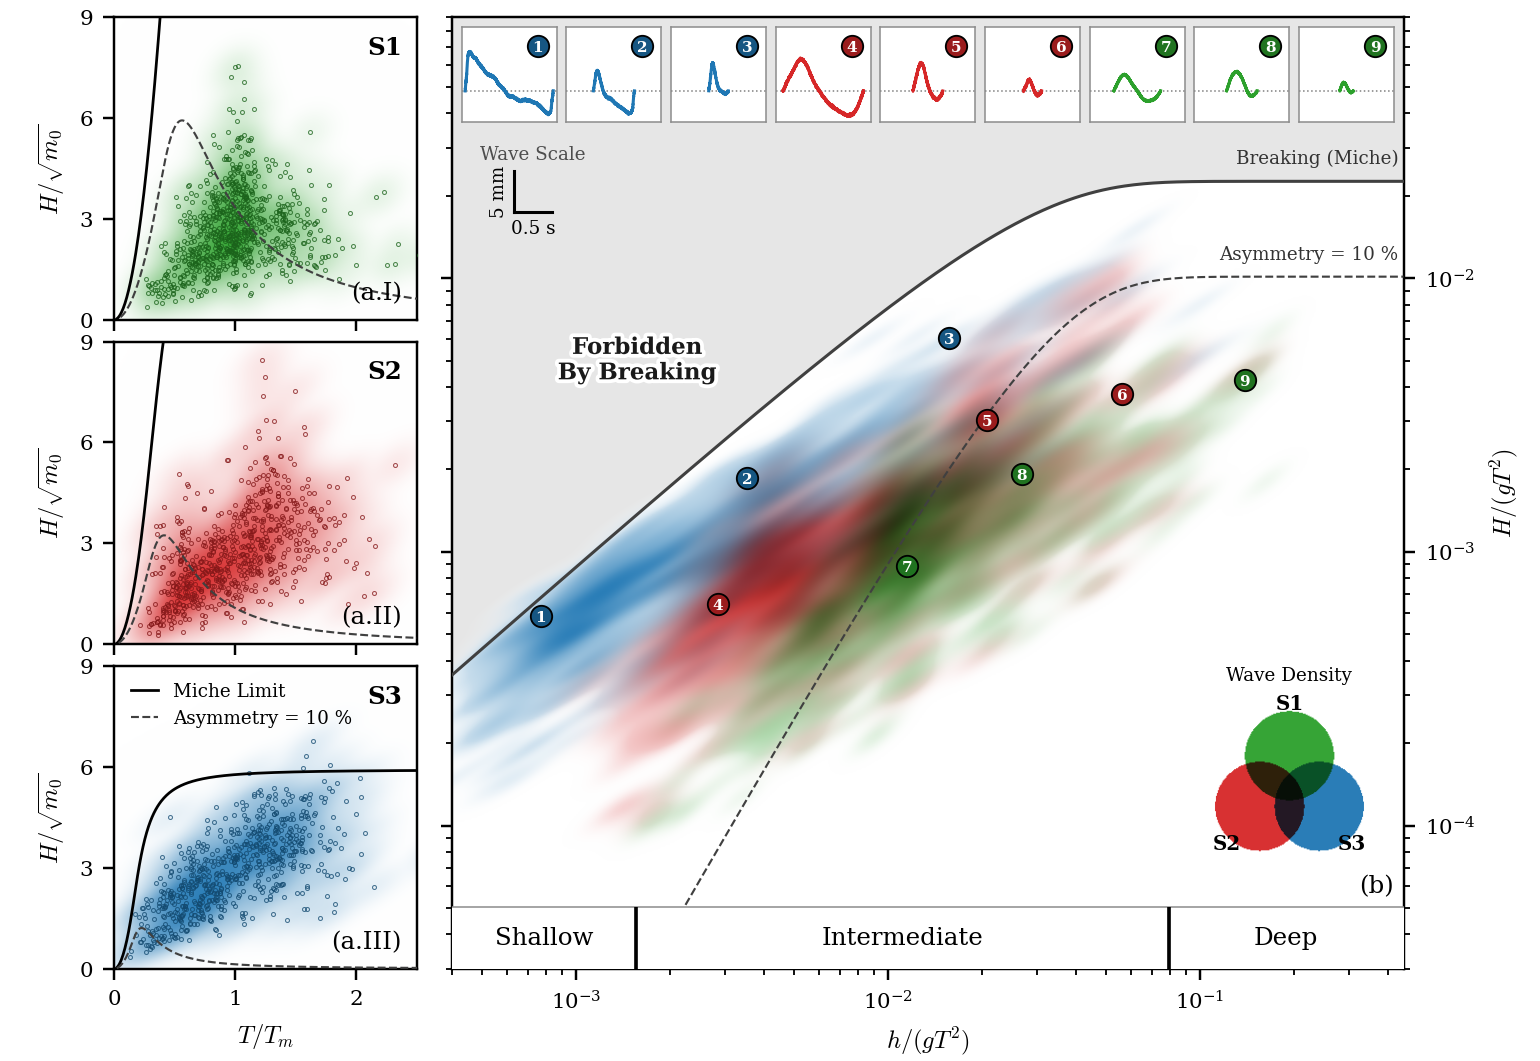 9
6
3
0
H/√m₀
S1
(a.I)
9
6
3
0
H/√m₀
S2
(a.II)
9
6
3
0
H/√m₀
Miche Limit
Asymmetry = 10 %
S3
(a.III)
0 1 2
T/Tₘ
1 2 3 4 5 6 7 8 9
Wave Scale
5 mm
0.5 s
Breaking (Miche)
Asymmetry = 10 %
Forbidden
By Breaking
3
9
6
5
8
2
7
4
1
Wave Density
S1
S2
S3
(b)
Shallow Intermediate Deep
10⁻³ 10⁻² 10⁻¹
h/(gT²)
10⁻²
10⁻³
10⁻⁴
H/(gT²)